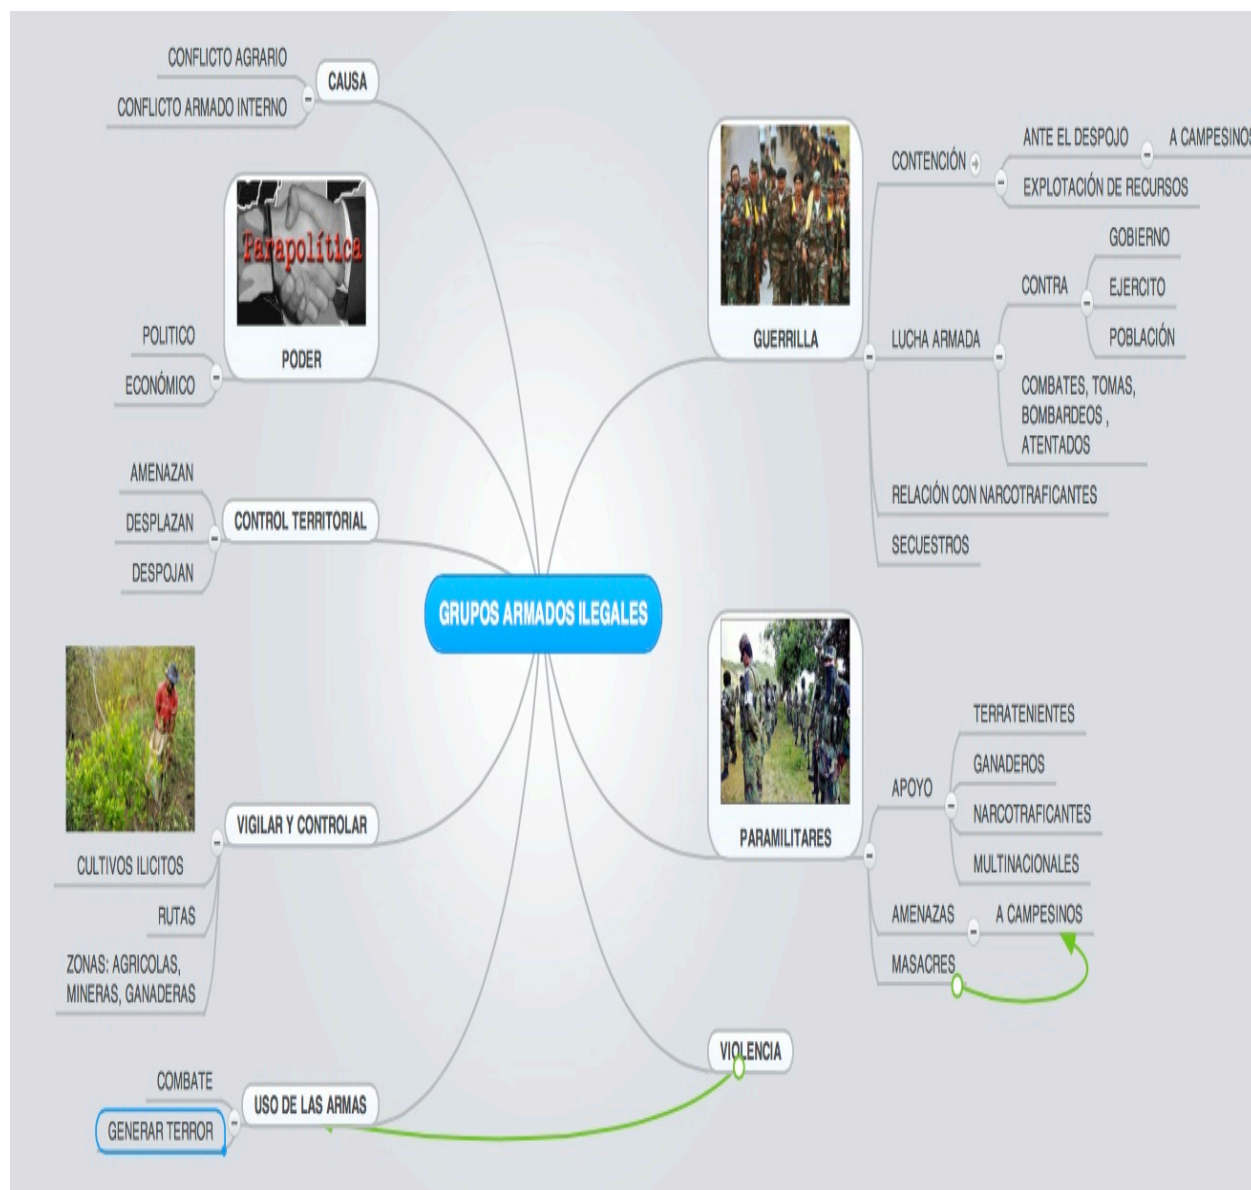 CONFLICTO AGRARIO
CONFLICTO ARMADO INTERNO
CAUSA
Parapolítica
PODER
POLITICO
ECONÓMICO
AMENAZAN
DESPLAZAN
DESPOJAN
CONTROL TERRITORIAL
GRUPOS ARMADOS ILEGALES
VIGILAR Y CONTROLAR
CULTIVOS ILICITOS
RUTAS
ZONAS: AGRICOLAS,
MINERAS, GANADERAS
COMBATE
GENERAR TERROR
USO DE LAS ARMAS
GUERRILLA
CONTENCIÓN
ANTE EL DESPOJO
A CAMPESINOS
EXPLOTACIÓN DE RECURSOS
LUCHA ARMADA
CONTRA
GOBIERNO
EJERCITO
POBLACIÓN
COMBATES, TOMAS,
BOMBARDEOS ,
ATENTADOS
RELACIÓN CON NARCOTRAFICANTES
SECUESTROS
PARAMILITARES
APOYO
TERRATENIENTES
GANADEROS
NARCOTRAFICANTES
MULTINACIONALES
AMENAZAS
A CAMPESINOS
MASACRES
VIOLENCIA